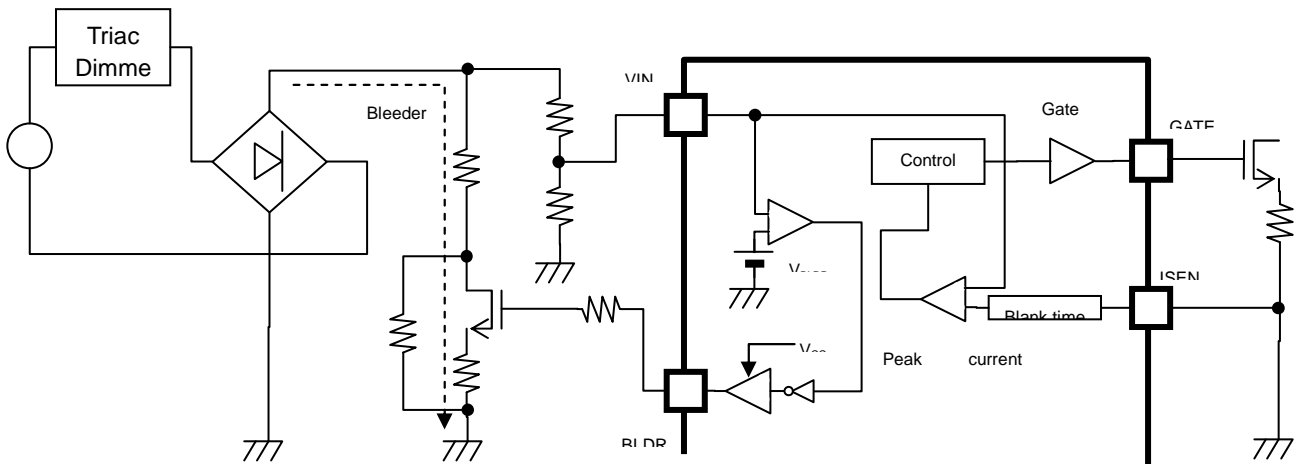 Triac
Dimme
Bleeder
VIN
Gate
GATE
Control
ISEN
Blank time
Peak current
BLDR